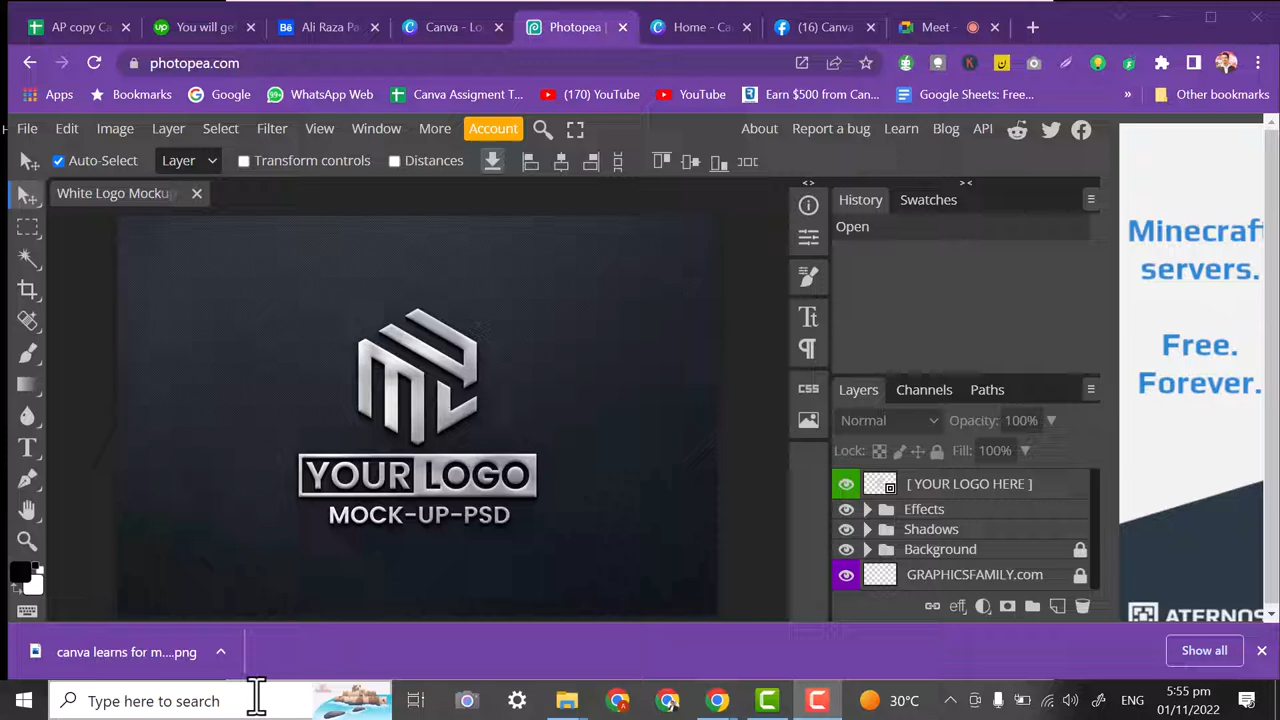 AP copy Ca
You will ge
Ali Raza Pa
Canva - Lo
Photopea |
Home - Ca
(16) Canva
Meet -
photopea.com
Apps
Bookmarks
Google
WhatsApp Web
Canva Assigment T...
(170) YouTube
YouTube
Earn $500 from Can...
Google Sheets: Free...
»
Other bookmarks
File
Edit
Image
Layer
Select
Filter
View
Window
More
Account
About
Report a bug
Learn
Blog
API
Auto-Select
Layer
Transform controls
Distances
White Logo Mocku
YOUR LOGO
MOCK-UP-PSD
<>
><
History
Swatches
Open
CSS
Layers
Channels
Paths
Normal
Opacity: 100%
Lock:
Fill: 100%
[ YOUR LOGO HERE ]
Effects
Shadows
Background
GRAPHICSFAMILY.com
eff
Minecraf
servers.
Free.
Forever.
ATERNOS
canva learns for m....png
Show all
Type here to search
30°C
ENG
5:55 pm
01/11/2022